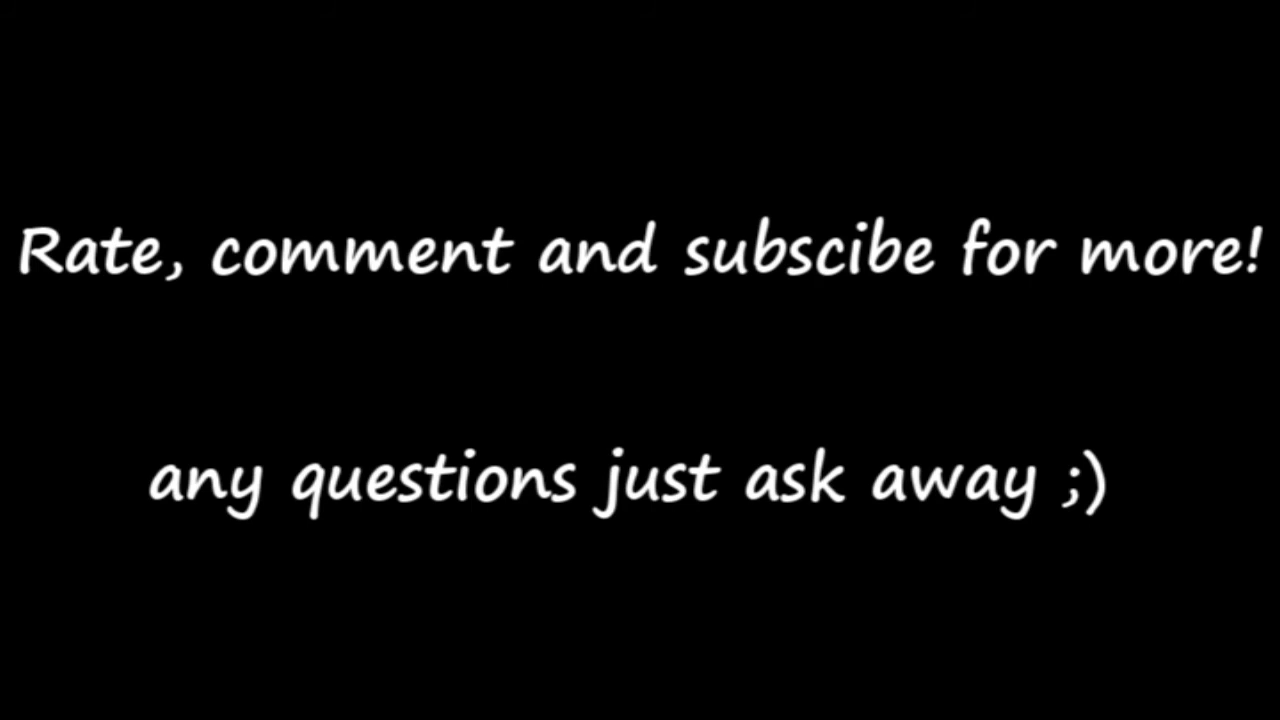 Rate, comment and subscibe for more!
any questions just ask away ;)